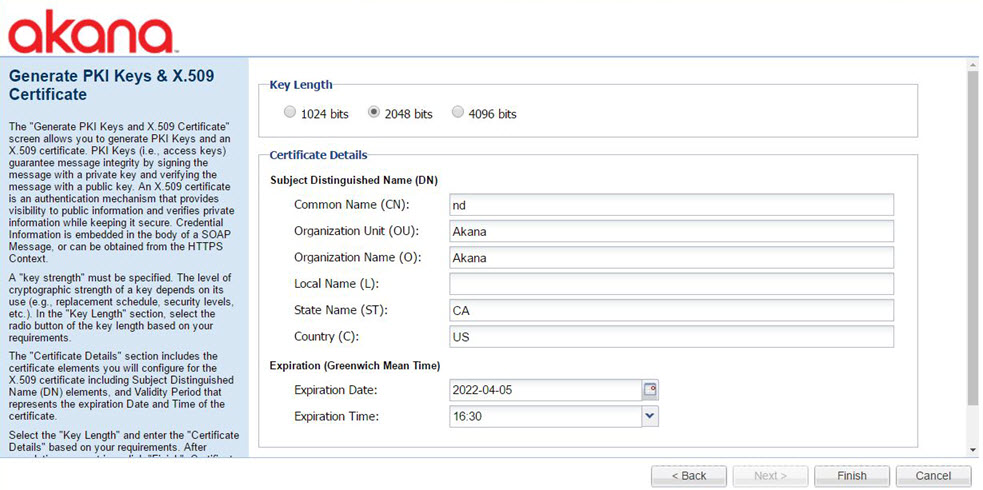 akana
Generate PKI Keys & X.509
Certificate
The "Generate PKI Keys and X.509 Certificate"
screen allows you to generate PKI Keys and an
X.509 certificate. PKI Keys (i.e., access keys)
guarantee message integrity by signing the
message with a private key and verifying the
message with a public key. An X.509 certificate
is an authentication mechanism that provides
visibility to public information and verifies private
information while keeping it secure. Credential
Information is embedded in the body of a SOAP
Message, or can be obtained from the HTTPS
Context.
A "key strength" must be specified. The level of
cryptographic strength of a key depends on its
use (e.g., replacement schedule, security levels,
etc.). In the "Key Length" section, select the
radio button of the key length based on your
requirements.
The "Certificate Details" section includes the
certificate elements you will configure for the
X.509 certificate including Subject Distinguished
Name (DN) elements, and Validity Period that
represents the expiration Date and Time of the
certificate.
Select the "Key Length" and enter the "Certificate
Details" based on your requirements. After
Key Length
1024 bits 2048 bits 4096 bits
Certificate Details
Subject Distinguished Name (DN)
Common Name (CN): nd
Organization Unit (OU): Akana
Organization Name (O): Akana
Local Name (L):
State Name (ST): CA
Country (C): US
Expiration (Greenwich Mean Time)
Expiration Date: 2022-04-05
Expiration Time: 16:30
< Back Next > Finish Cancel